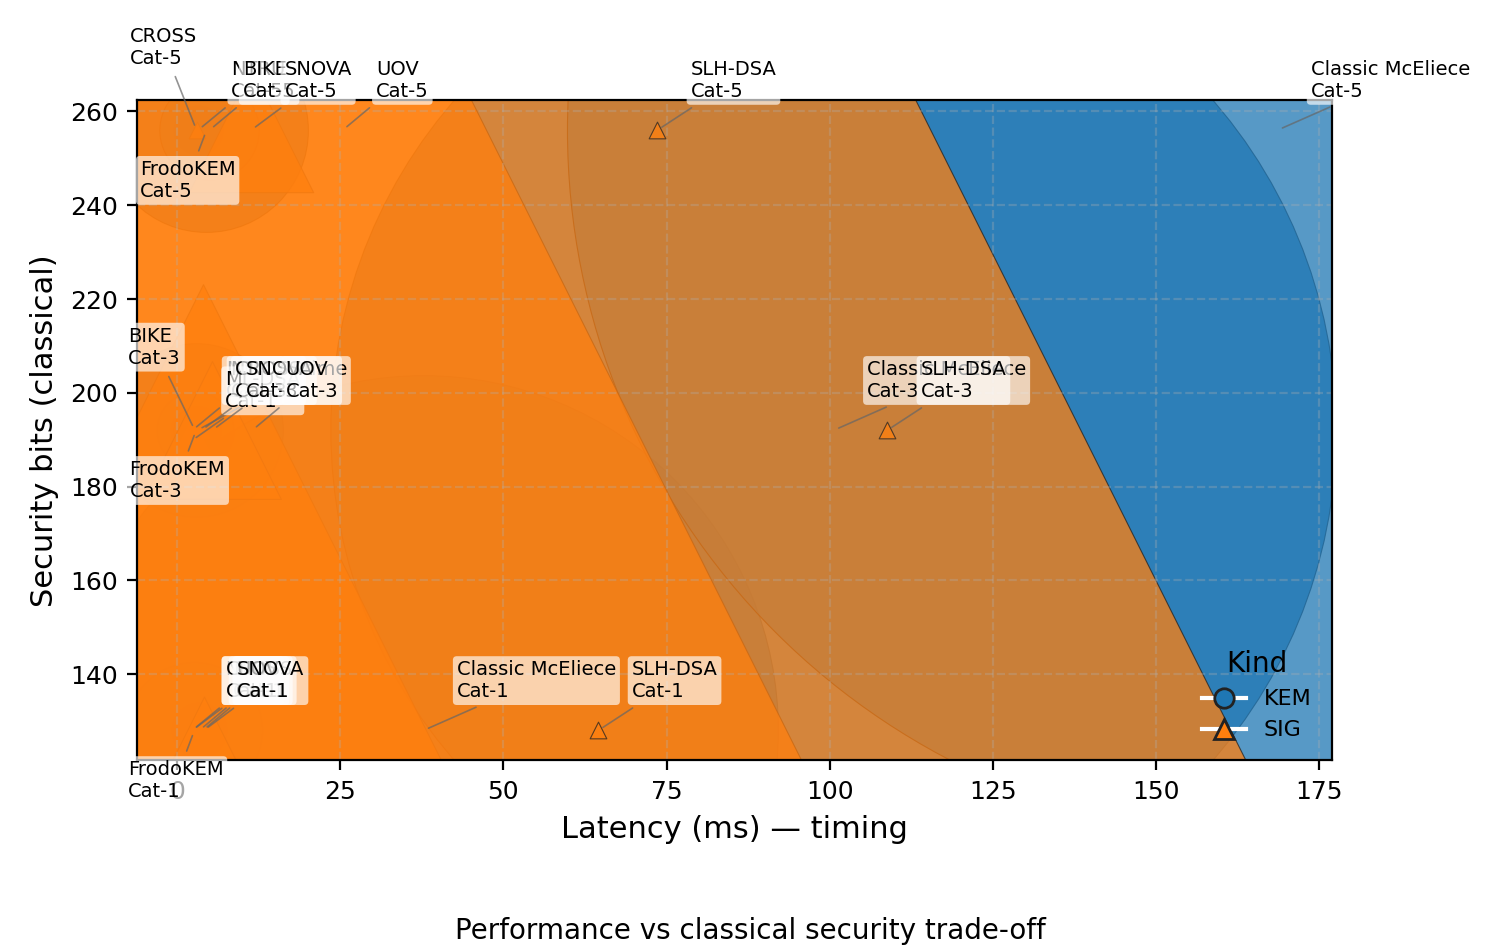 CROSS
Cat-5
BIKE
SNOVA
Cat-5
UOV
Cat-5
SLH-DSA
Cat-5
Classic McEliece
Cat-5
FrodoKEM
Cat-5
BIKE
Cat-3
SNOVA
UOV
Cat-3
Cat-1
Classic McEliece
Cat-3
SLH-DSA
Cat-3
FrodoKEM
Cat-3
SNOVA
Cat-1
Classic McEliece
Cat-1
SLH-DSA
Cat-1
FrodoKEM
Cat-1
260
240
220
200
180
160
140
Security bits (classical)
Kind
KEM
SIG
0
25
50
75
100
125
150
175
Latency (ms) — timing
Performance vs classical security trade-off